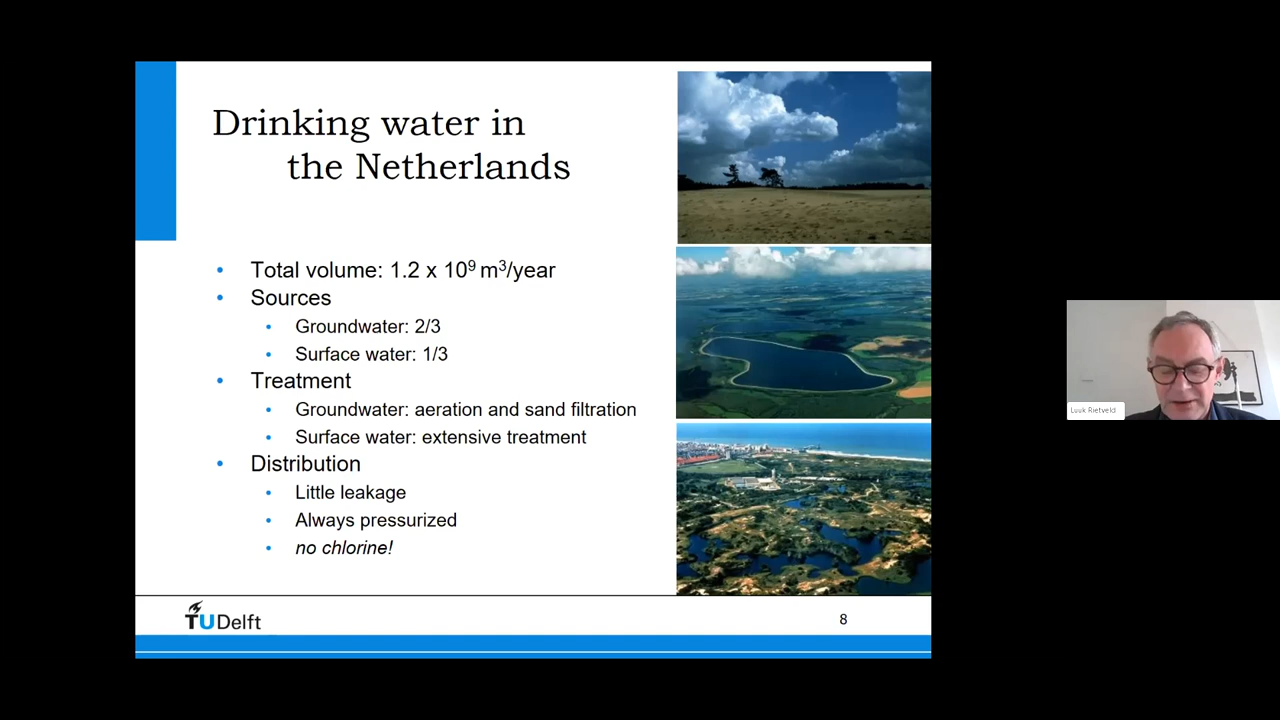 Drinking water in
the Netherlands
• Total volume: 1.2 x 10⁹ m³/year
• Sources
• Groundwater: 2/3
• Surface water: 1/3
• Treatment
• Groundwater: aeration and sand filtration
• Surface water: extensive treatment
• Distribution
• Little leakage
• Always pressurized
• no chlorine!
TUDelft
8
Luuk Rietveld